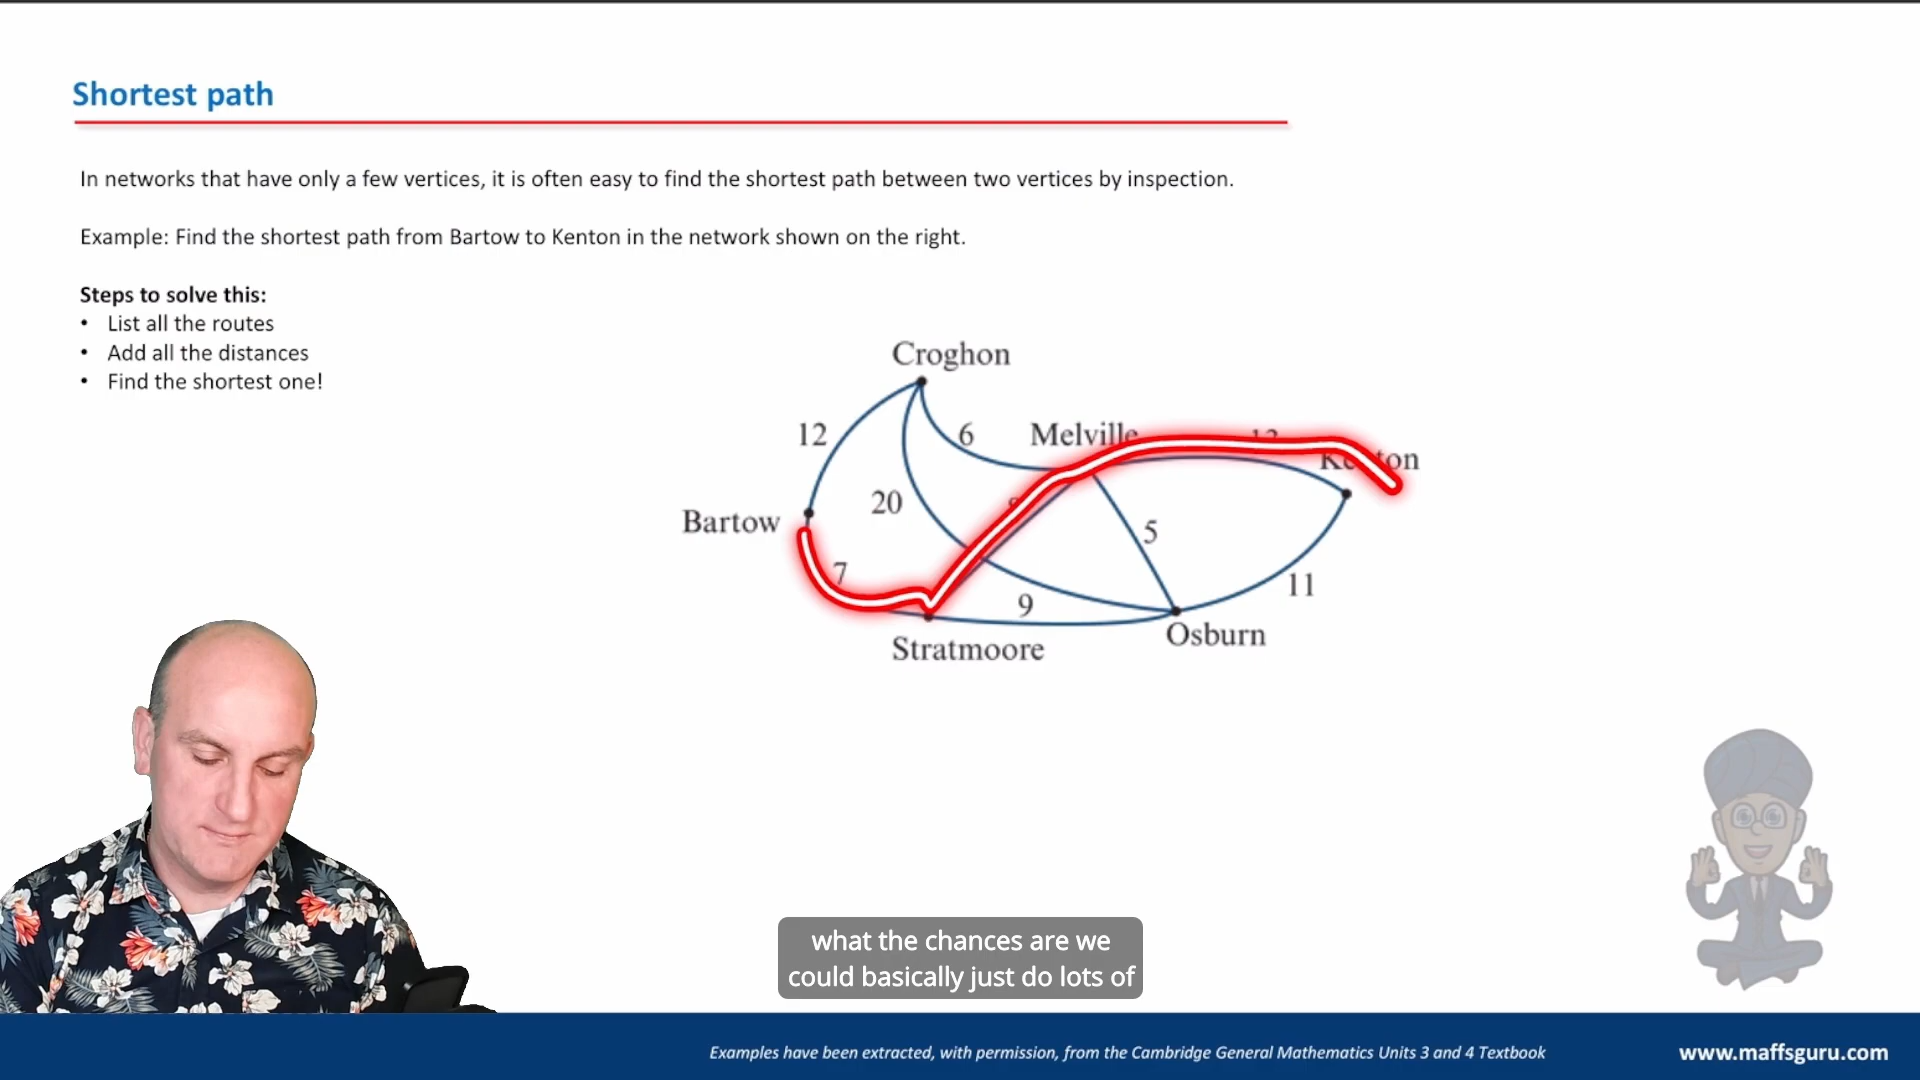 Shortest path
In networks that have only a few vertices, it is often easy to find the shortest path between two vertices by inspection.
Example: Find the shortest path from Bartow to Kenton in the network shown on the right.
Steps to solve this:
• List all the routes
• Add all the distances
• Find the shortest one!
Croghon
12
6
Melville
Kenton
20
Bartow
5
7
11
9
Osburn
Stratmoore
what the chances are we
could basically just do lots of
Examples have been extracted, with permission, from the Cambridge General Mathematics Units 3 and 4 Textbook
www.maffsguru.com